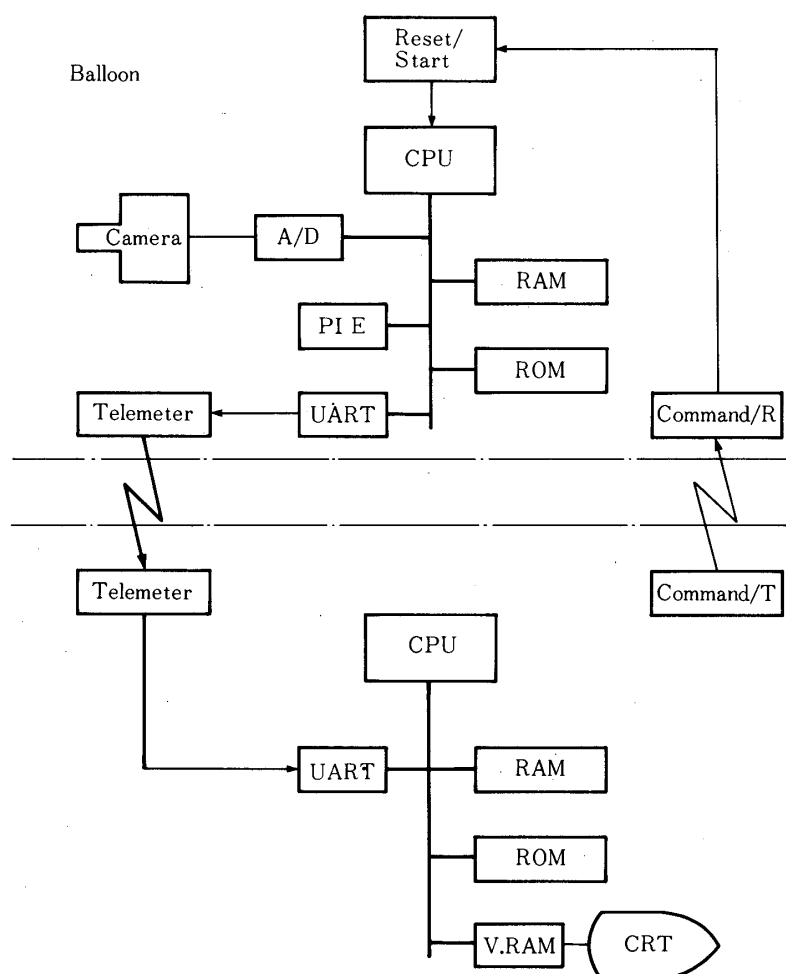 Reset/
Start
Balloon
CPU
Camera
A/D
RAM
PI E
ROM
Telemeter
UART
Command/R
Telemeter
Command/T
CPU
UART
RAM
ROM
V.RAM
CRT